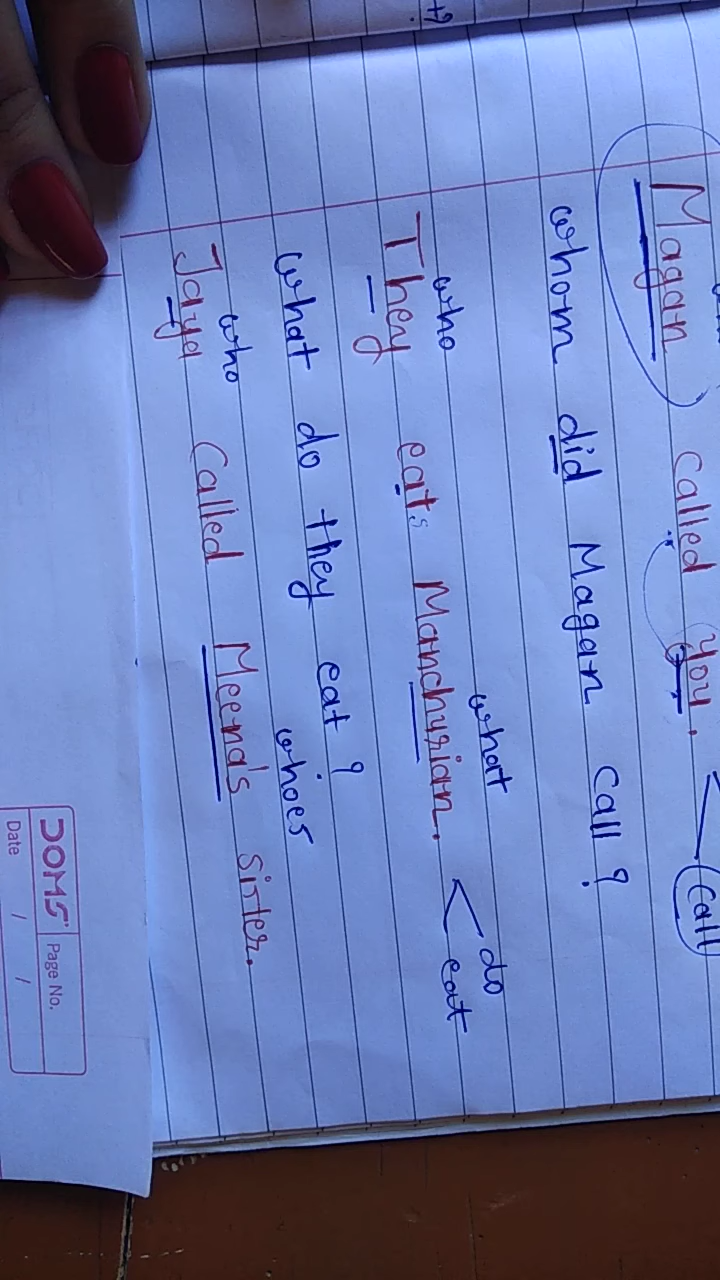 Magan called you.
call
whom did Magan call?
who what do
They eats Manchurian. eat
what do they eat?
who whoes
Jaya called Meena's sister.
DOMS Page No.
Date / /